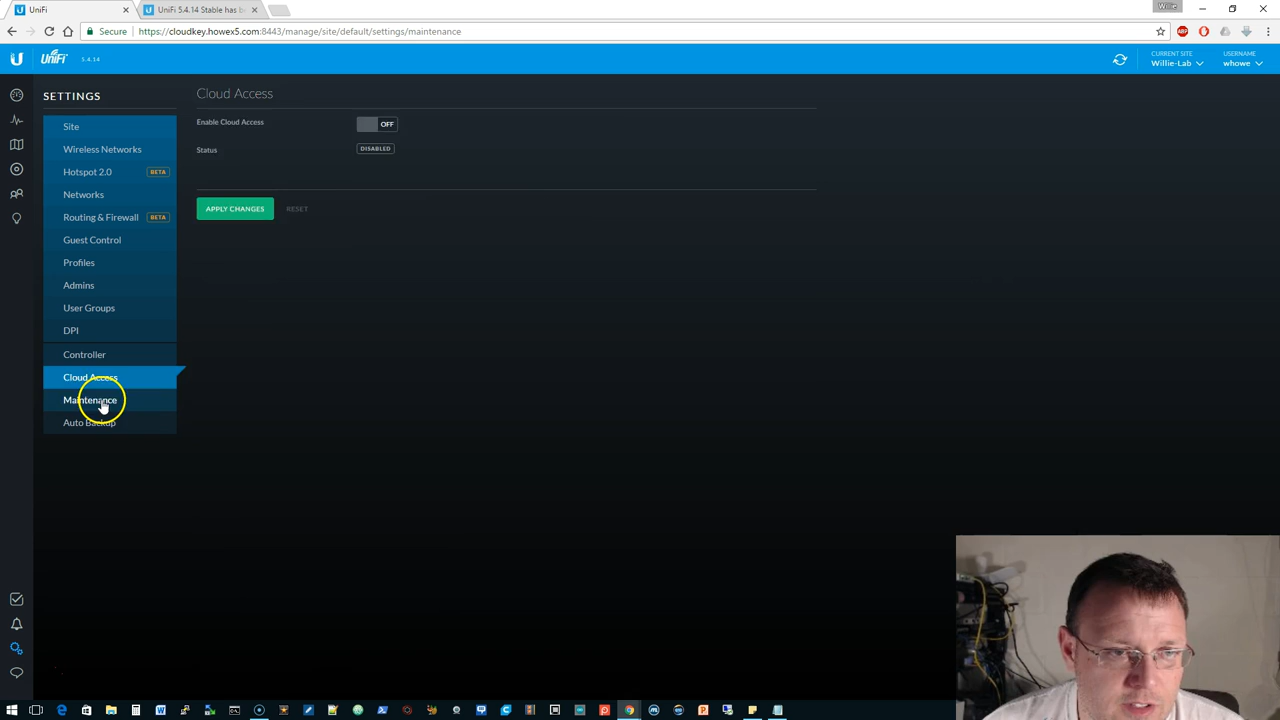 UniFi
UniFi 5.4.14 Stable has b
Willie
Secure
https://cloudkey.howex5.com:8443/manage/site/default/settings/maintenance
ABP
U
UniFi
5.4.14
CURRENT SITE
Willie-Lab
USERNAME
whowe
SETTINGS
Site
Wireless Networks
Hotspot 2.0 BETA
Networks
Routing & Firewall BETA
Guest Control
Profiles
Admins
User Groups
DPI
Controller
Cloud Access
Maintenance
Auto Backup
Cloud Access
Enable Cloud Access OFF
Status DISABLED
APPLY CHANGES RESET